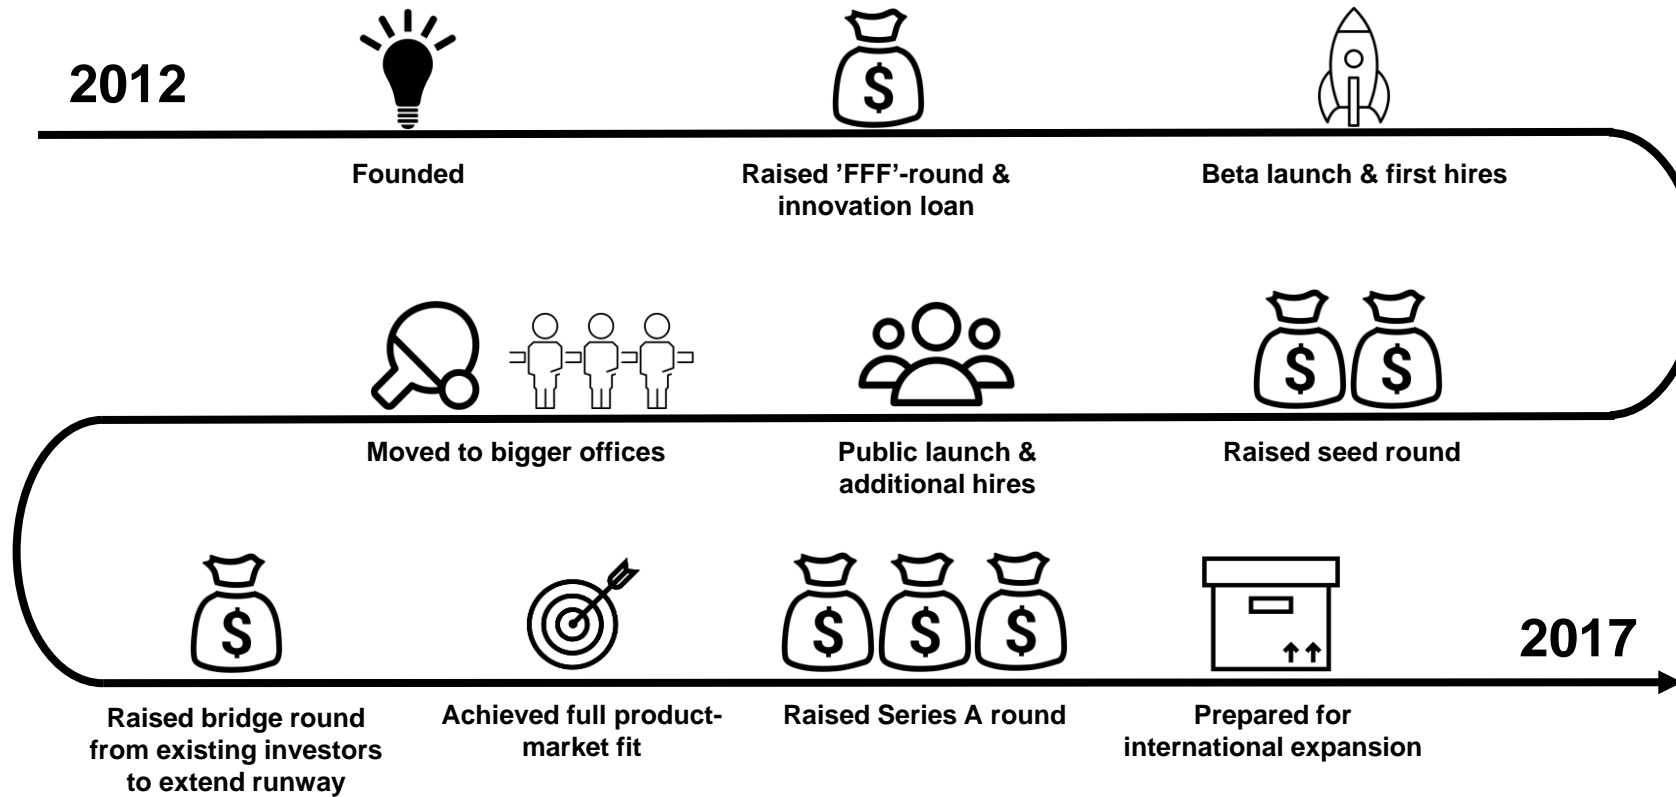 2012
$
Founded
Raised ’FFF’-round &
innovation loan
Beta launch & first hires
$ $
Raised seed round
Public launch &
additional hires
Moved to bigger offices
$
Raised bridge round
from existing investors
to extend runway
Achieved full product-
market fit
$ $ $
Raised Series A round
Prepared for
international expansion
2017